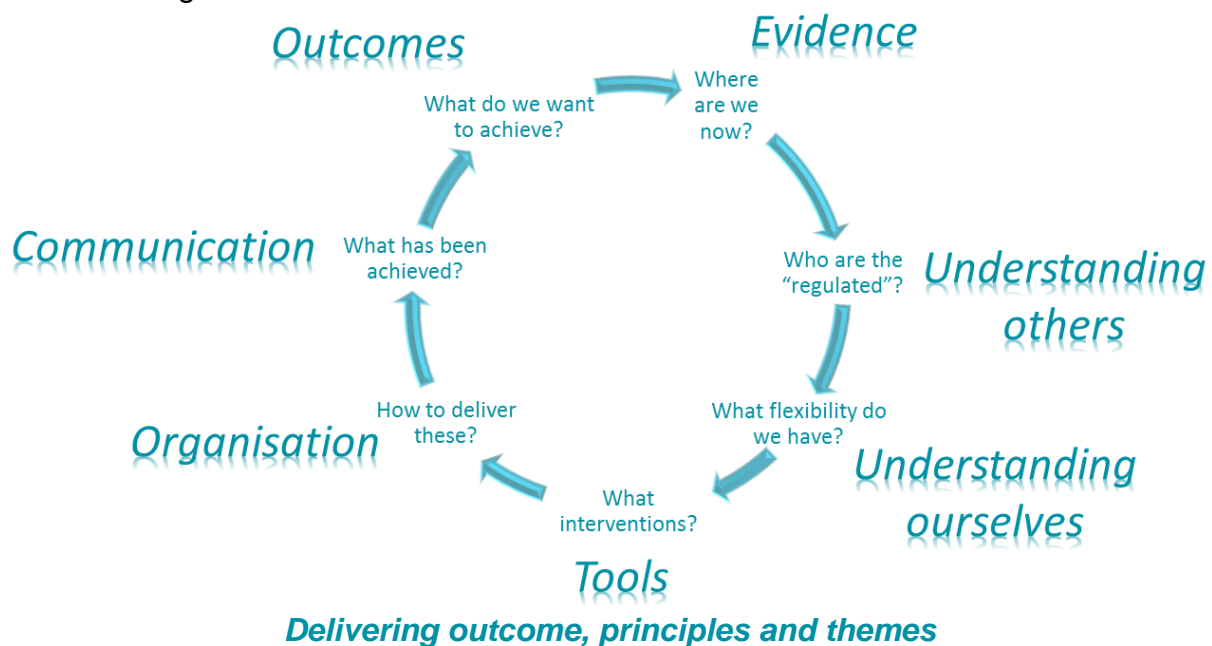 Outcomes
Evidence
What do we want
to achieve?
Where
are we
now?
Communication
What has been
achieved?
Who are the
“regulated”?
Understanding
others
Organisation
How to deliver
these?
What flexibility do
we have?
Understanding
ourselves
What
interventions?
Tools
Delivering outcome, principles and themes